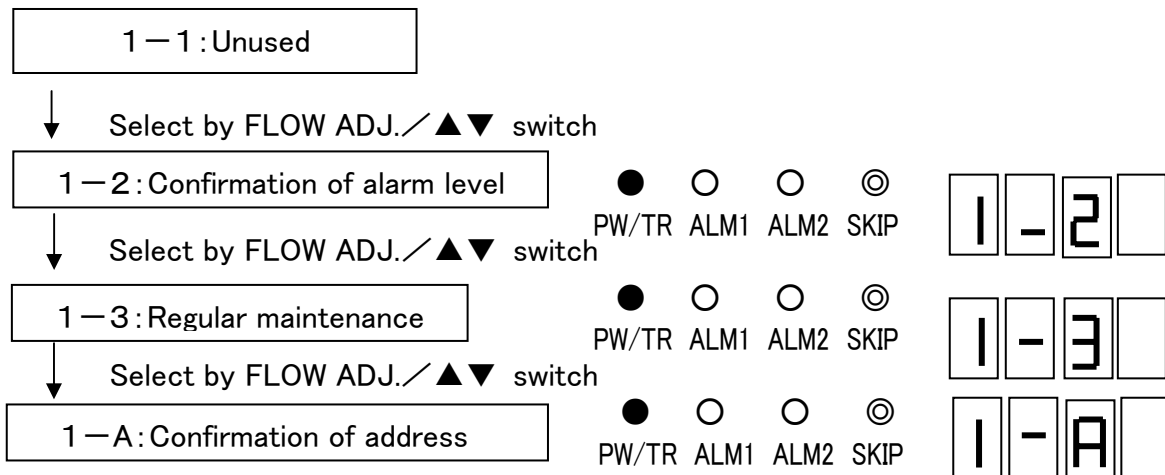 1－1:Unused
Select by FLOW ADJ.／▲▼ switch
1－2:Confirmation of alarm level
● ○ ○ ◎
PW/TR ALM1 ALM2 SKIP
1-2
Select by FLOW ADJ.／▲▼ switch
1－3:Regular maintenance
● ○ ○ ◎
PW/TR ALM1 ALM2 SKIP
1-3
Select by FLOW ADJ.／▲▼ switch
1－A:Confirmation of address
● ○ ○ ◎
PW/TR ALM1 ALM2 SKIP
1-A